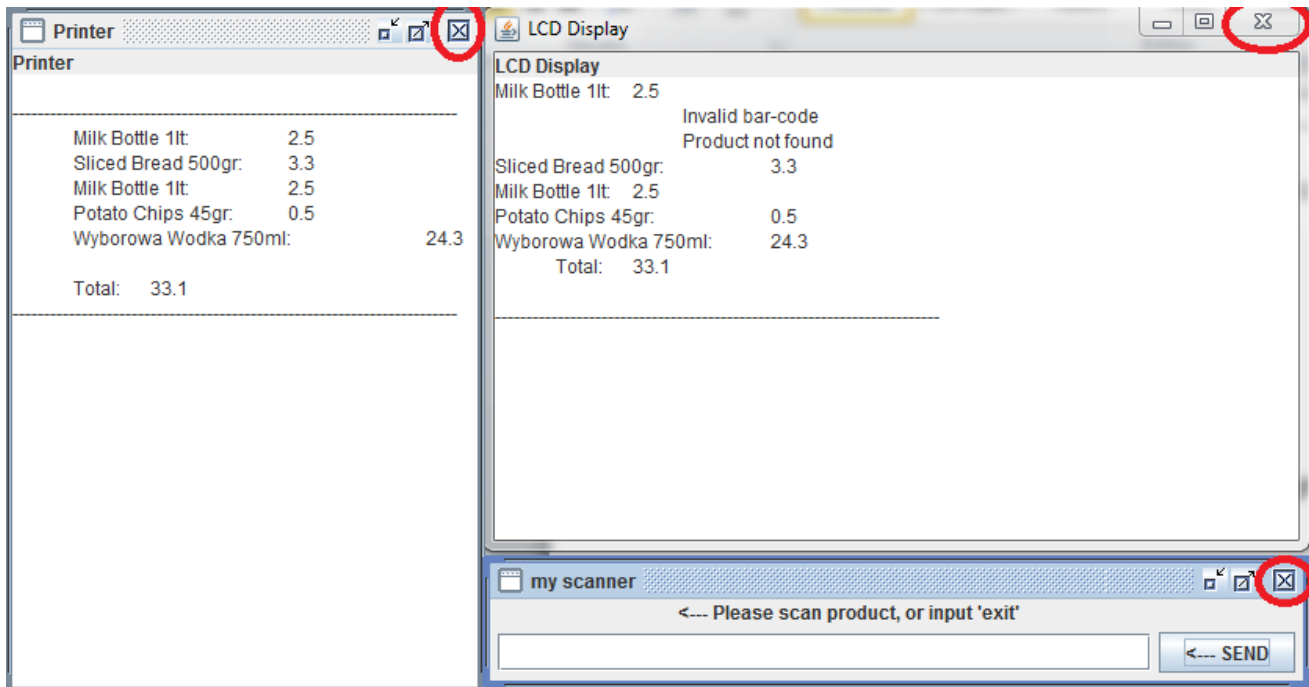 Printer
Printer
Milk Bottle 1lt: 2.5
Sliced Bread 500gr: 3.3
Milk Bottle 1lt: 2.5
Potato Chips 45gr: 0.5
Wyborowa Wodka 750ml: 24.3
Total: 33.1
LCD Display
LCD Display
Milk Bottle 1lt: 2.5
Invalid bar-code
Product not found
Sliced Bread 500gr: 3.3
Milk Bottle 1lt: 2.5
Potato Chips 45gr: 0.5
Wyborowa Wodka 750ml: 24.3
Total: 33.1
my scanner
<--- Please scan product, or input 'exit'
<--- SEND